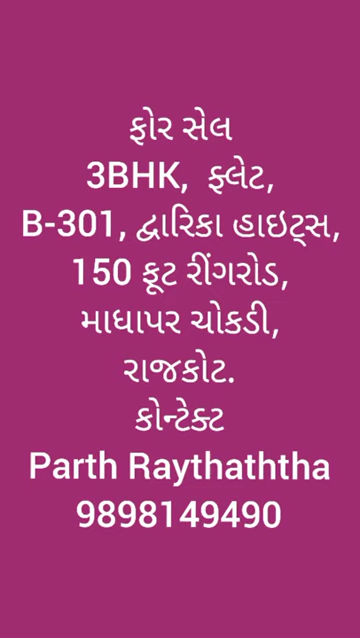 ફોર સેલ
3BHK, ફ્લેટ,
B-301, દ્વારિકા હાઇટ્સ,
150 ફૂટ રીંગરોડ,
માધાપર ચોકડી,
રાજકોટ.
કોન્ટેક્ટ
Parth Raythaththa
9898149490